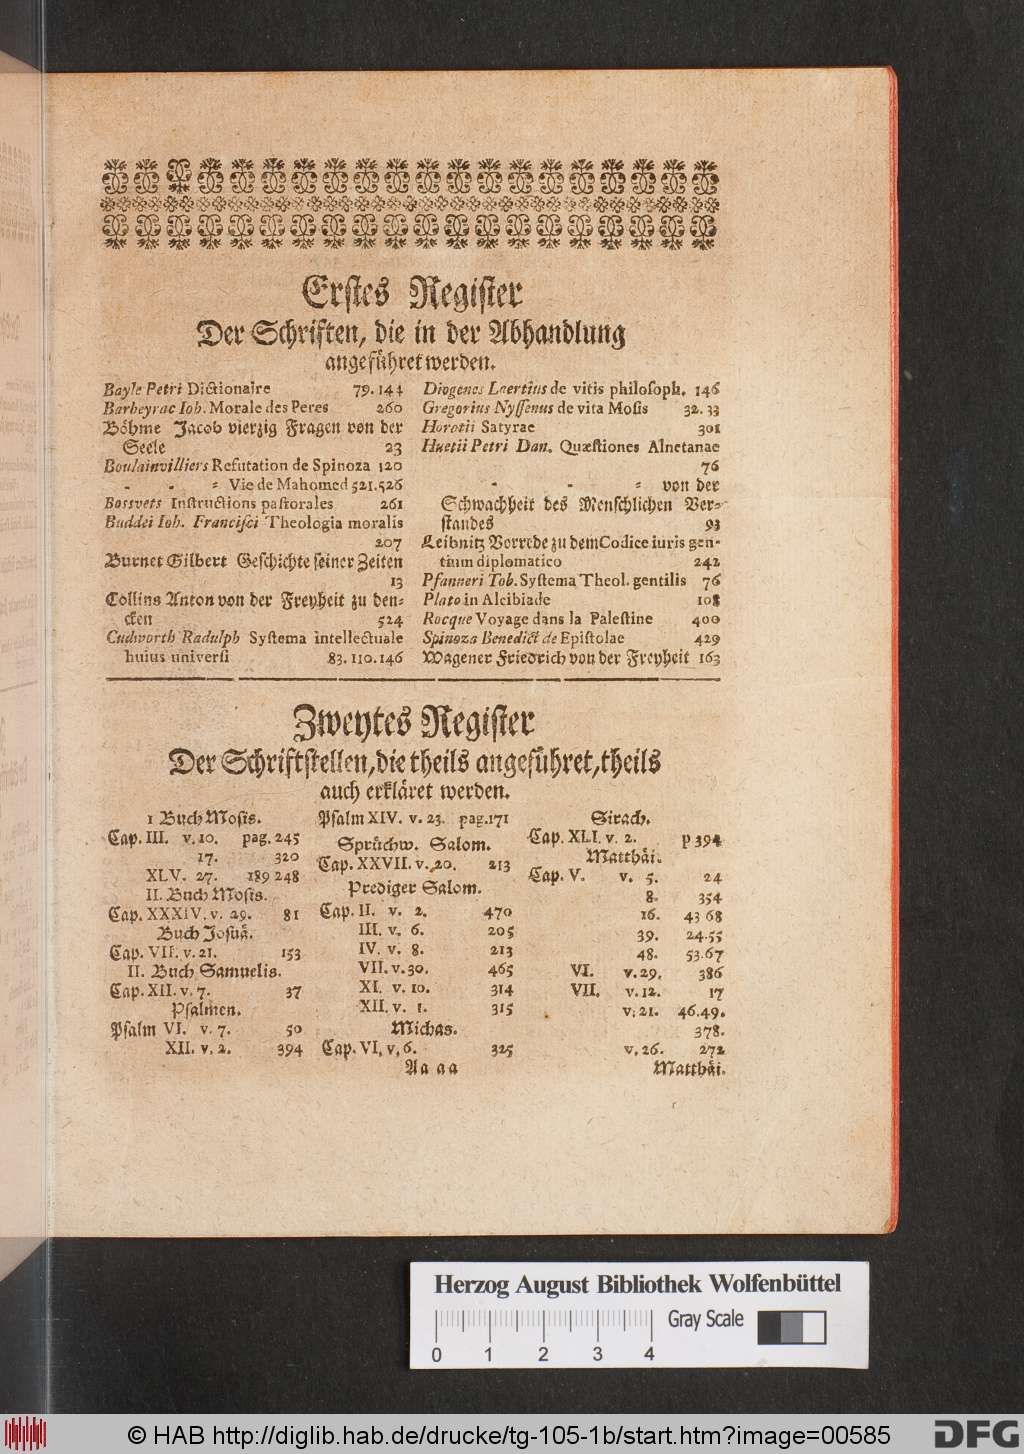 Erstes Register
Der Schriften, die in der Abhandlung
angeführet werden.
Bayle Petri Dictionaire 79. 144
Barbeyrac Ioh. Morale des Peres 260
Böhme Jacob vierzig Fragen von der
Seele 23
Boulainvilliers Refutation de Spinoza 120
- - = Vie de Mahomed 521. 526
Bossvets Instructions pastorales 261
Buddei Ioh. Francisci Theologia moralis
207
Burnet Gilbert Geschichte seiner Zeiten
13
Collins Anton von der Freyheit zu den=
cken 524
Cudworth Radulph Systema intellectuale
huius universi 83. 110. 146
Diogenes Laertius de vitis philosoph. 146
Gregorius Nyssenus de vita Mosis 32. 33
Horatii Satyrae 301
Huetii Petri Dan. Quæstiones Alnetanae
76
- - = von der
Schwachheit des Menschlichen Ver=
standes 93
Leibnitz Vorrede zu dem Codice iuris gen-
tium diplomatico 242
Pfanneri Tob. Systema Theol. gentilis 76
Plato in Alcibiade 108
Rocque Voyage dans la Palestine 400
Spinoza Benedict de Epistolae 429
Wagener Friedrich von der Freyheit 163
Zweytes Register
Der Schriftstellen, die theils angeführet, theils
auch erkläret werden.
1 Buch Mosis.
Cap. III. v. 10. pag. 245
17. 320
XLV. 27. 189 248
II. Buch Mosis.
Cap. XXXIV. v. 29. 81
Buch Josuä.
Cap. VII. v. 21. 153
II. Buch Samuelis.
Cap. XII. v. 7. 37
Psalmen.
Psalm VI. v. 7. 50
XII. v. 2. 394
Psalm XIV. v. 23. pag. 171
Sprüchw. Salom.
Cap. XXVII. v. 20. 213
Prediger Salom.
Cap. II. v. 2. 470
III. v. 6. 205
IV. v. 8. 213
VII. v. 30. 465
XI. v. 10. 314
XII. v. 1. 315
Michas.
Cap. VI, v, 6. 325
Sirach.
Cap. XLI. v. 2. p 394
Matthäi.
Cap. V. v. 5. 24
8. 354
16. 43 68
39. 24. 55
48. 53. 67
VI. v. 29. 386
VII. v. 12. 17
v. 21. 46. 49.
378.
v. 26. 272
Aa aa
Matthäi.
Herzog August Bibliothek Wolfenbüttel
Gray Scale
0 1 2 3 4
© HAB http://diglib.hab.de/drucke/tg-105-1b/start.htm?image=00585
DFG